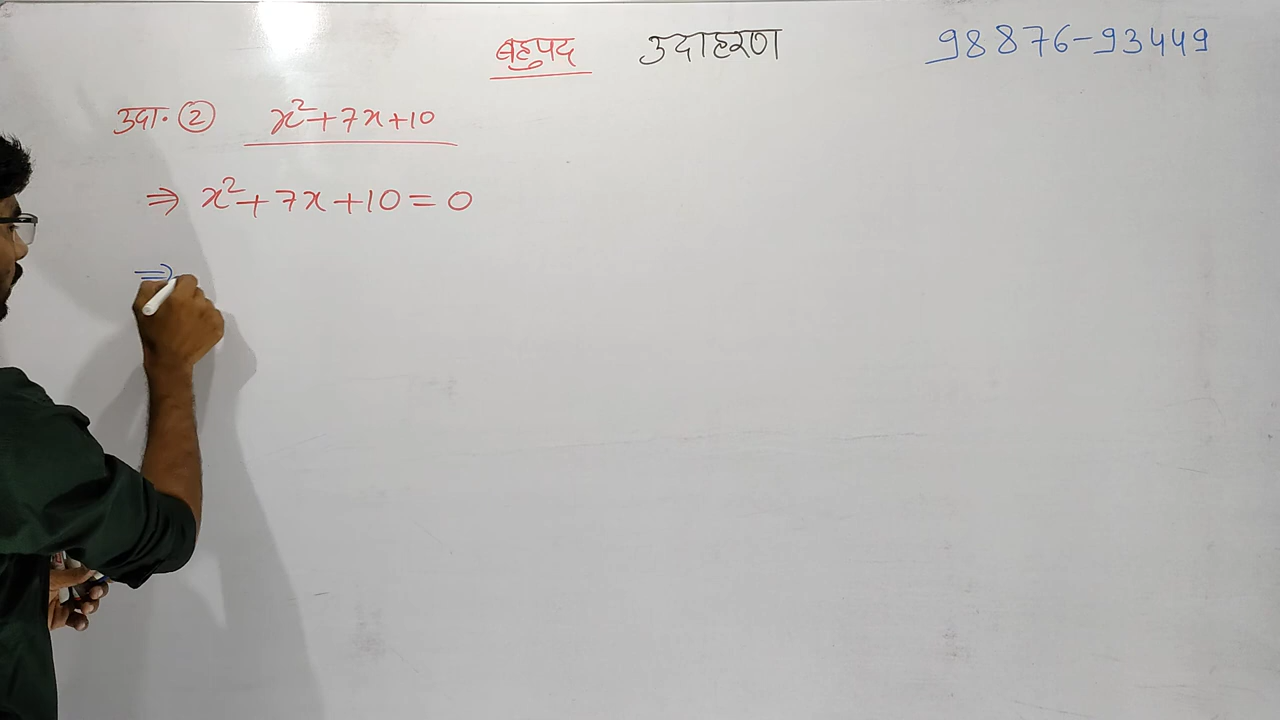 बहुपद उदाहरण 98876-93449
उदा. ② x²+7x+10
⇒ x²+7x+10=0
⇒